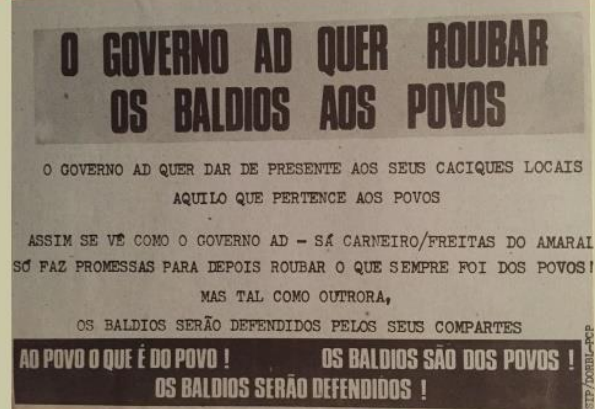 O GOVERNO AD QUER ROUBAR
OS BALDIOS AOS POVOS
O GOVERNO AD QUER DAR DE PRESENTE AOS SEUS CACIQUES LOCAIS
AQUILO QUE PERTENCE AOS POVOS
ASSIM SE VÊ COMO O GOVERNO AD - SÁ CARNEIRO/FREITAS DO AMARAL
SÓ FAZ PROMESSAS PARA DEPOIS ROUBAR O QUE SEMPRE FOI DOS POVOS!
MAS TAL COMO OUTRORA,
OS BALDIOS SERÃO DEFENDIDOS PELOS SEUS COMPARTES
AO POVO O QUE É DO POVO ! OS BALDIOS SÃO DOS POVOS !
OS BALDIOS SERÃO DEFENDIDOS !
SIP/DORBL-PCP